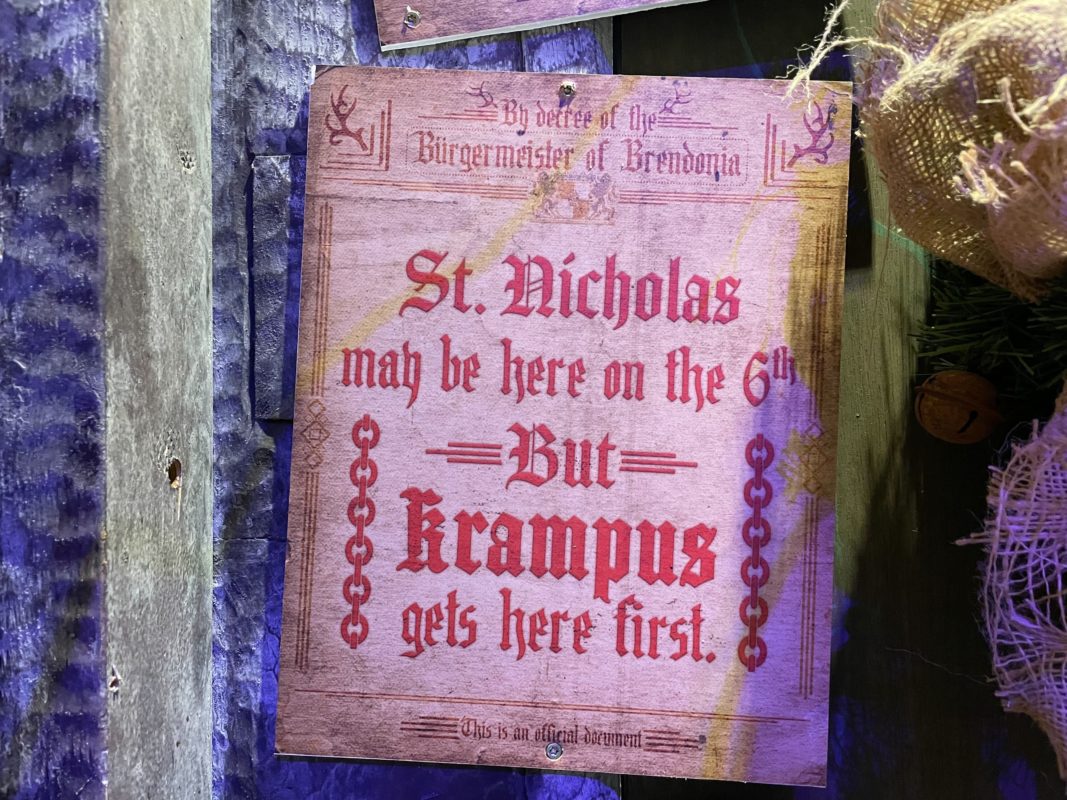 By decree of the
Bürgermeister of Brendonia
St. Nicholas
may be here on the 6th
But
Krampus
gets here first.
This is an official document